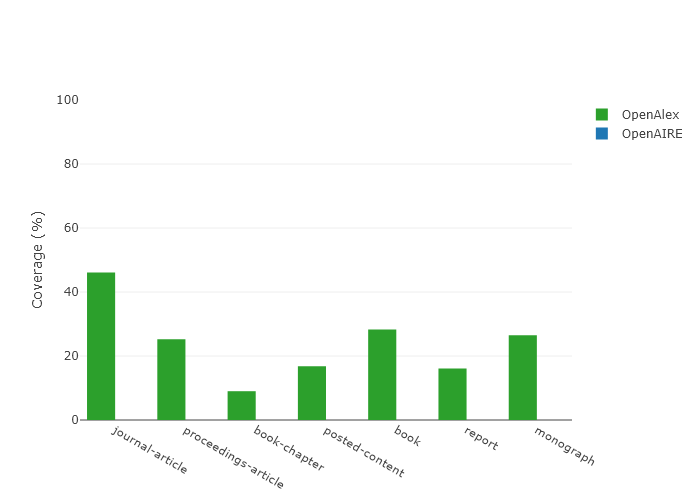 100
80
60
40
20
0
Coverage (%)
journal-article
proceedings-article
book-chapter
posted-content
book
report
monograph
OpenAlex
OpenAIRE